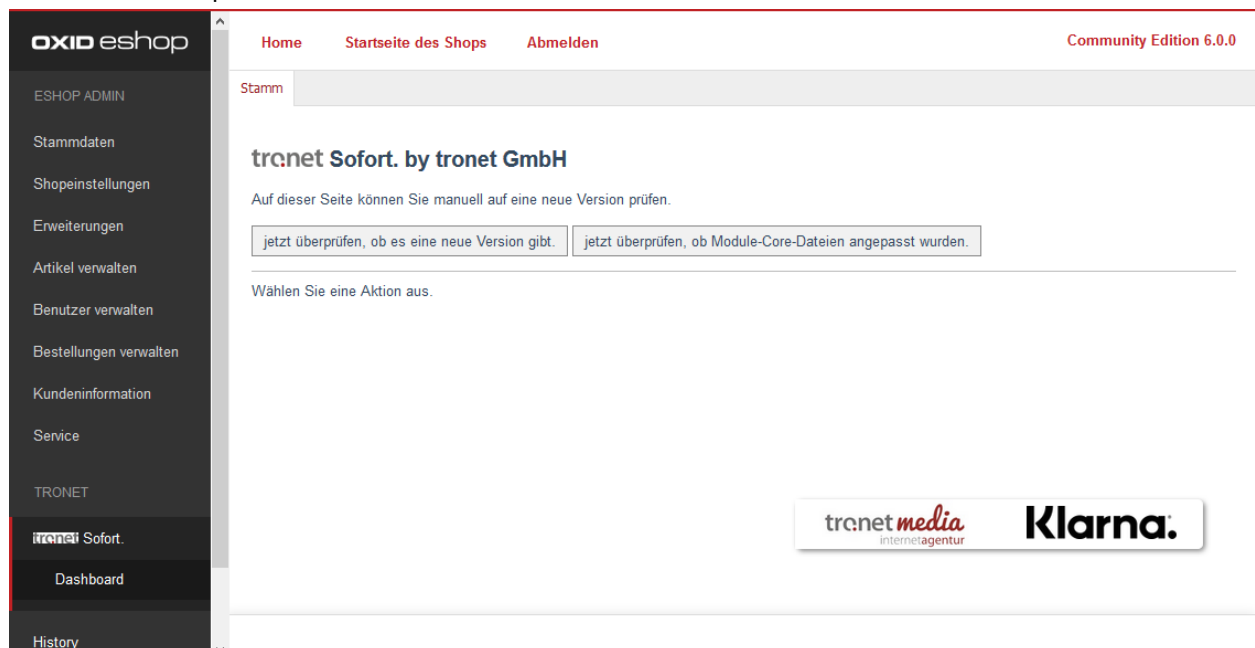 OXID eshop
Home Startseite des Shops Abmelden Community Edition 6.0.0
ESHOP ADMIN
Stammdaten
Shopeinstellungen
Erweiterungen
Artikel verwalten
Benutzer verwalten
Bestellungen verwalten
Kundeninformation
Service
TRONET
tronet Sofort.
Dashboard
History
Stamm
tronet Sofort. by tronet GmbH
Auf dieser Seite können Sie manuell auf eine neue Version prüfen.
jetzt überprüfen, ob es eine neue Version gibt. jetzt überprüfen, ob Module-Core-Dateien angepasst wurden.
Wählen Sie eine Aktion aus.
tronet media
internetagentur
Klarna.